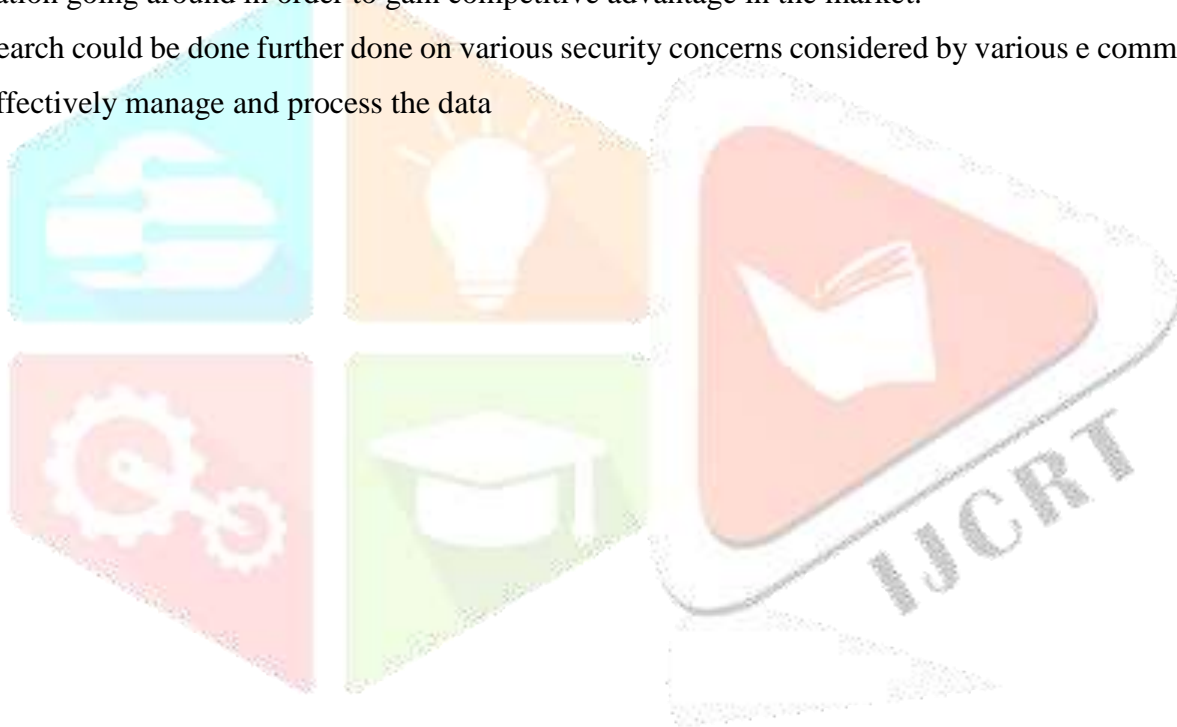 ation going around in order to gain competitive advantage in the market.
earch could be done further done on various security concerns considered by various e comm
ffectively manage and process the data
IJCRT